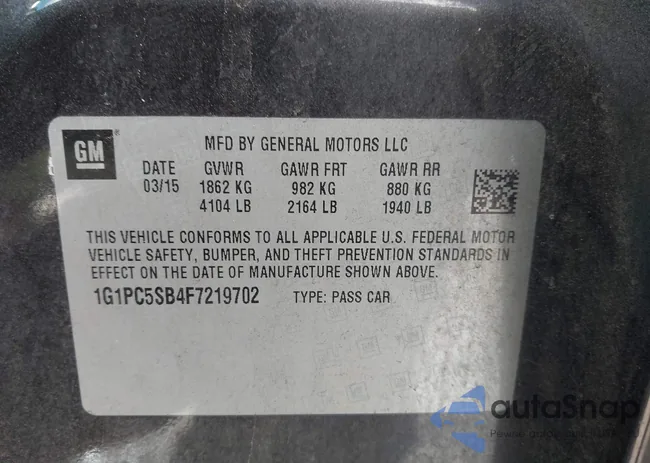 GM
MFD BY GENERAL MOTORS LLC
DATE GVWR GAWR FRT GAWR RR
03/15 1862 KG 982 KG 880 KG
4104 LB 2164 LB 1940 LB
THIS VEHICLE CONFORMS TO ALL APPLICABLE U.S. FEDERAL MOTOR
VEHICLE SAFETY, BUMPER, AND THEFT PREVENTION STANDARDS IN
EFFECT ON THE DATE OF MANUFACTURE SHOWN ABOVE.
1G1PC5SB4F7219702 TYPE: PASS CAR
autaSnap